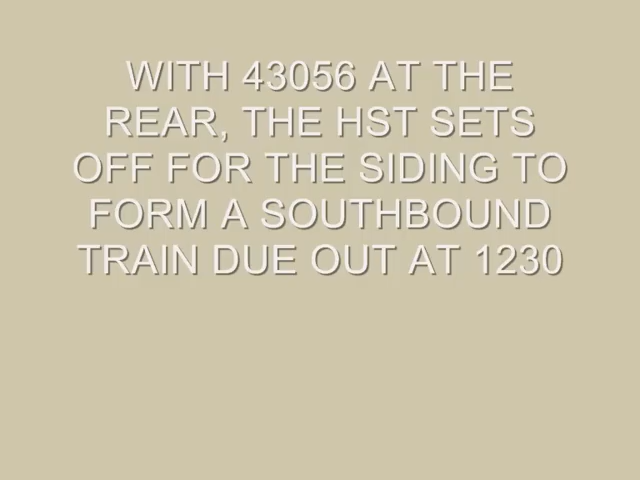 WITH 43056 AT THE
REAR, THE HST SETS
OFF FOR THE SIDING TO
FORM A SOUTHBOUND
TRAIN DUE OUT AT 1230